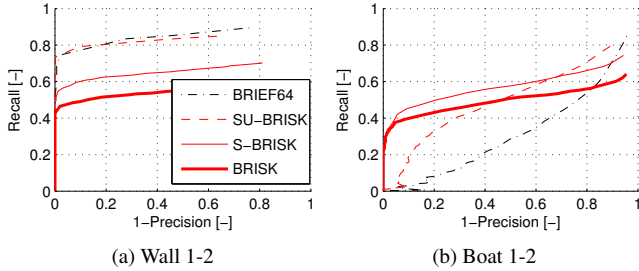 1
0.8
0.6
0.4
0.2
0
Recall [−]
0 0.2 0.4 0.6 0.8 1
1−Precision [−]
BRIEF64
SU−BRISK
S−BRISK
BRISK
(a) Wall 1-2
1
0.8
0.6
0.4
0.2
0
Recall [−]
0 0.2 0.4 0.6 0.8 1
1−Precision [−]
(b) Boat 1-2